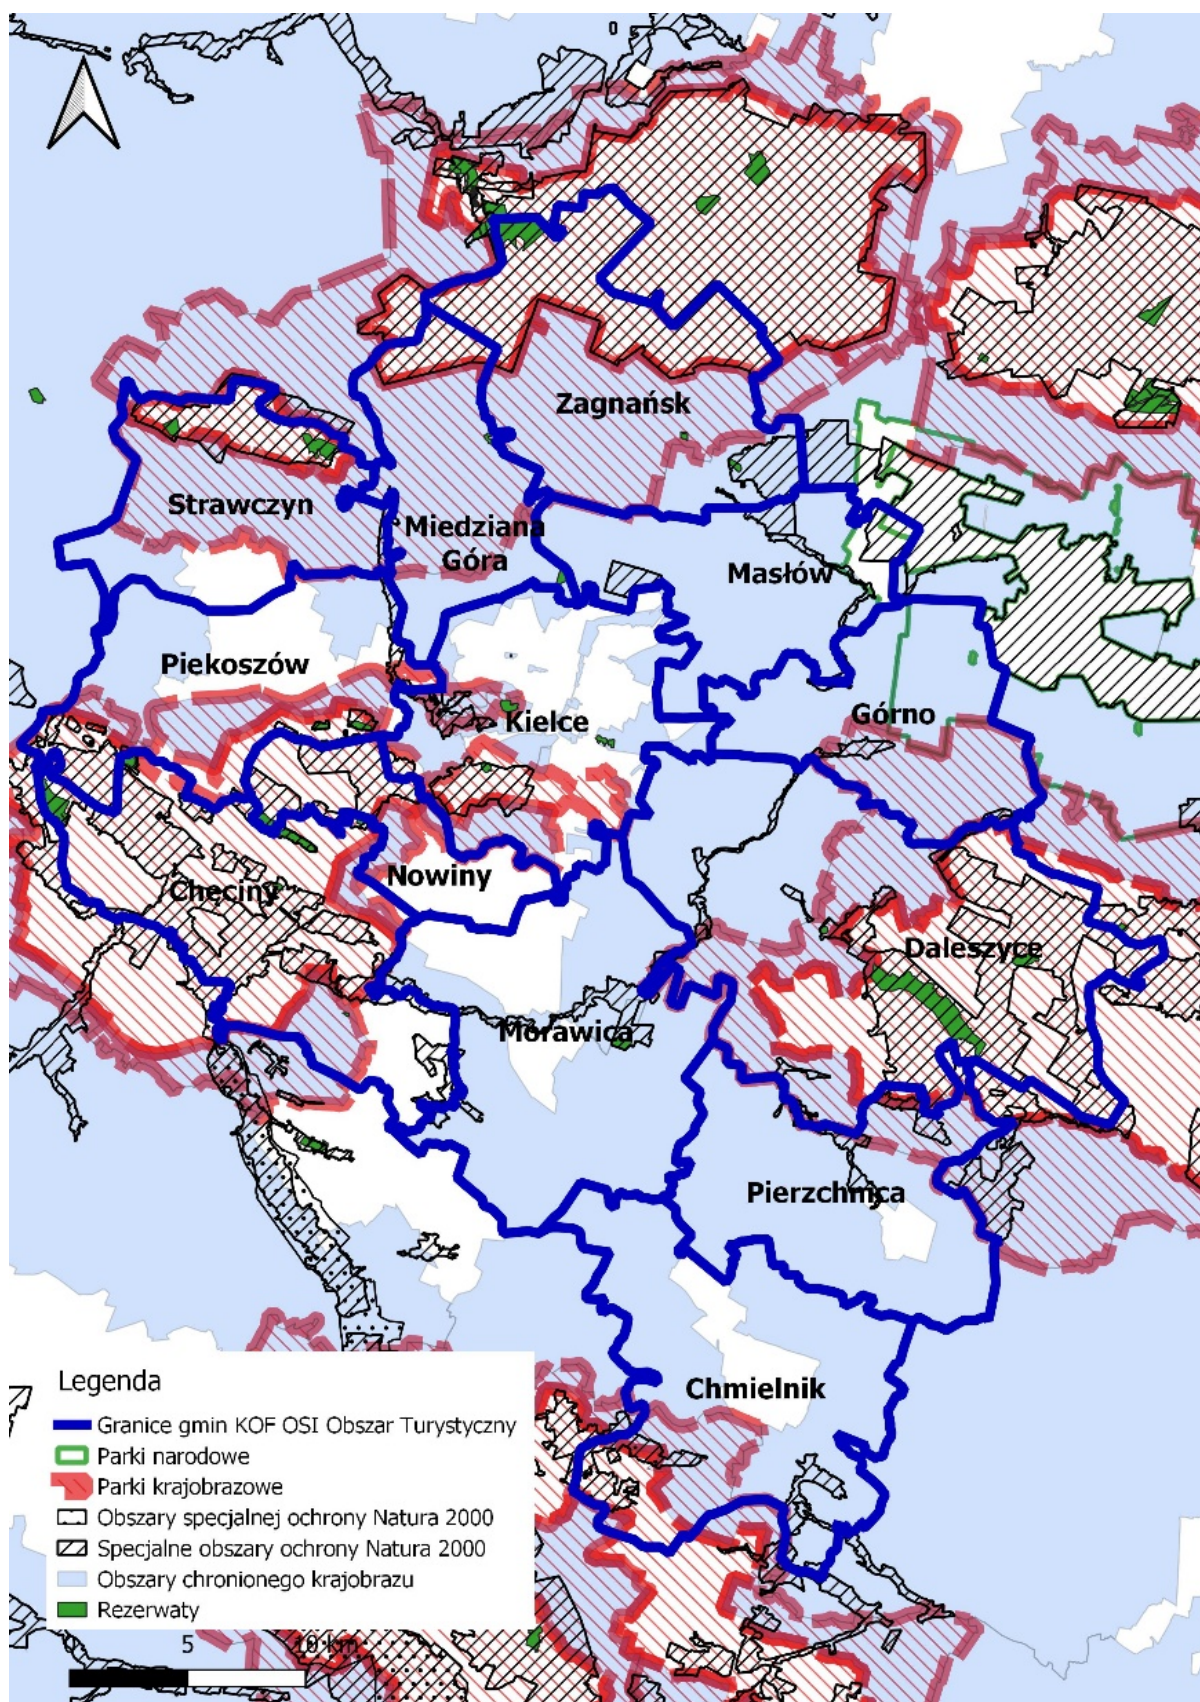 Zagnańsk
Strawczyn
Miedziana
Góra
Masłów
Piekoszów
Kielce
Górno
Nowiny
Chęciny
Daleszyce
Morawica
Pierzchnica
Chmielnik
Legenda
Granice gmin KOF OSI Obszar Turystyczny
Parki narodowe
Parki krajobrazowe
Obszary specjalnej ochrony Natura 2000
Specjalne obszary ochrony Natura 2000
Obszary chronionego krajobrazu
Rezerwaty
0 5 10 km